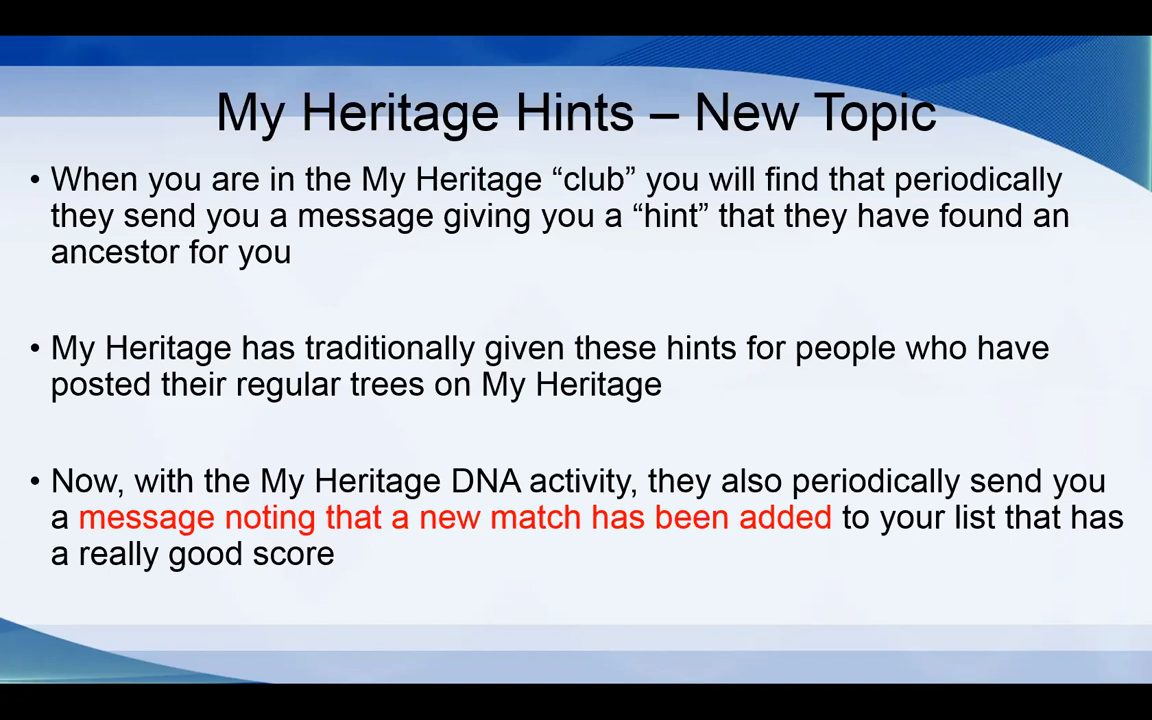 My Heritage Hints – New Topic
• When you are in the My Heritage “club” you will find that periodically
they send you a message giving you a “hint” that they have found an
ancestor for you
• My Heritage has traditionally given these hints for people who have
posted their regular trees on My Heritage
• Now, with the My Heritage DNA activity, they also periodically send you
a message noting that a new match has been added to your list that has
a really good score